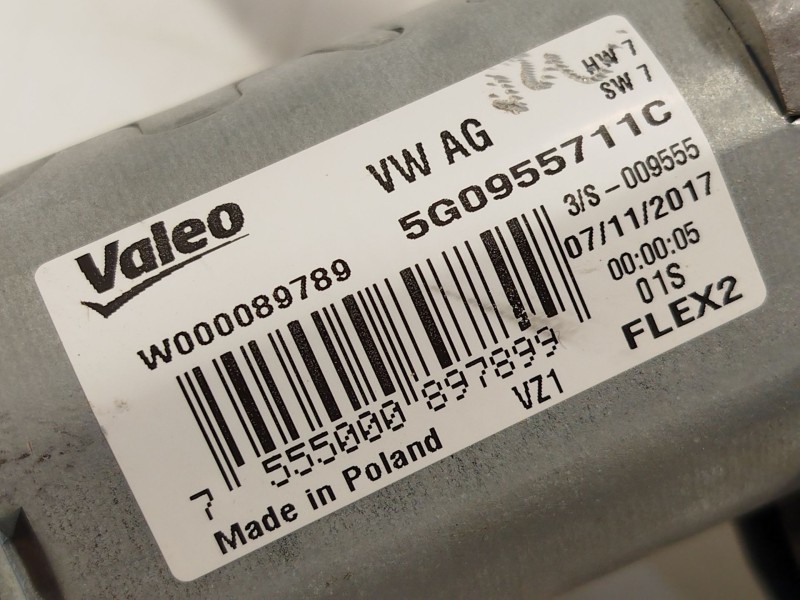 HW 7
SW 7
Valeo
VW AG
5G0955711C
W000089789
3/S-009555
07/11/2017
00:00:05
01S
FLEX2
7 555000 897899
VZ1
Made in Poland